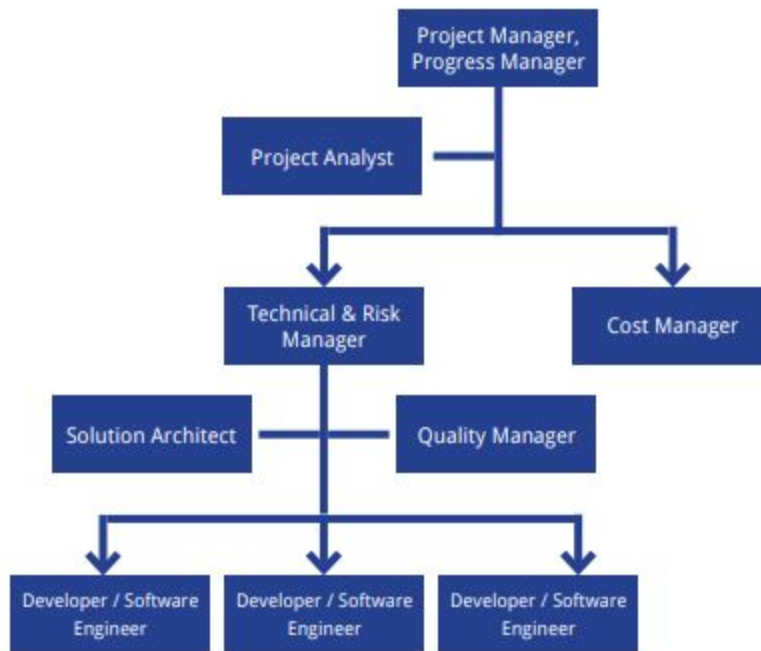 Project Manager,
Progress Manager
Project Analyst
Technical & Risk
Manager
Cost Manager
Solution Architect
Quality Manager
Developer / Software
Engineer
Developer / Software
Engineer
Developer / Software
Engineer